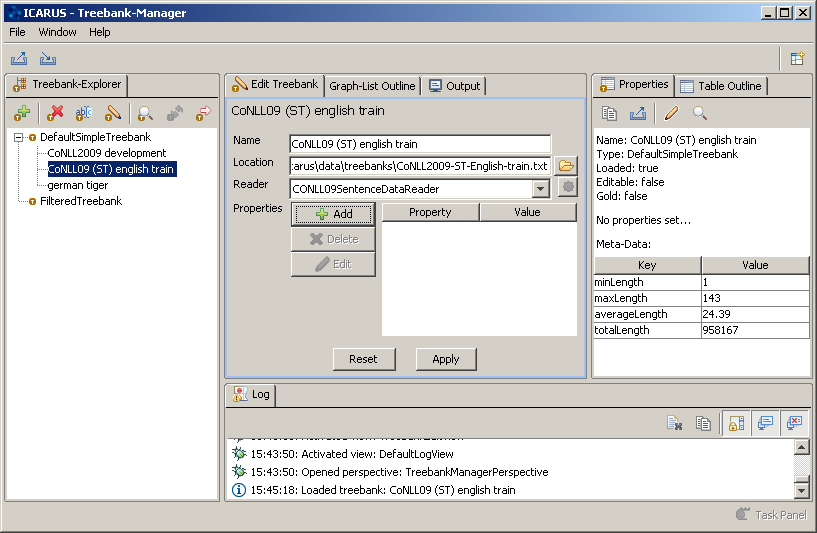 ICARUS - Treebank-Manager
File Window Help
Treebank-Explorer
DefaultSimpleTreebank
CoNLL2009 development
CoNLL09 (ST) english train
german tiger
FilteredTreebank
Edit Treebank Graph-List Outline Output
CoNLL09 (ST) english train
Name CoNLL09 (ST) english train
Location :arus\data\treebanks\CoNLL2009-ST-English-train.txt
Reader CONLL09SentenceDataReader
Properties Add Property Value
Delete
Edit
Reset Apply
Properties Table Outline
Name: CoNLL09 (ST) english train
Type: DefaultSimpleTreebank
Loaded: true
Editable: false
Gold: false
No properties set...
Meta-Data:
Key Value
minLength 1
maxLength 143
averageLength 24.39
totalLength 958167
Log
15:43:50: Activated view: DefaultLogView
15:43:50: Opened perspective: TreebankManagerPerspective
15:45:18: Loaded treebank: CoNLL09 (ST) english train
Task Panel